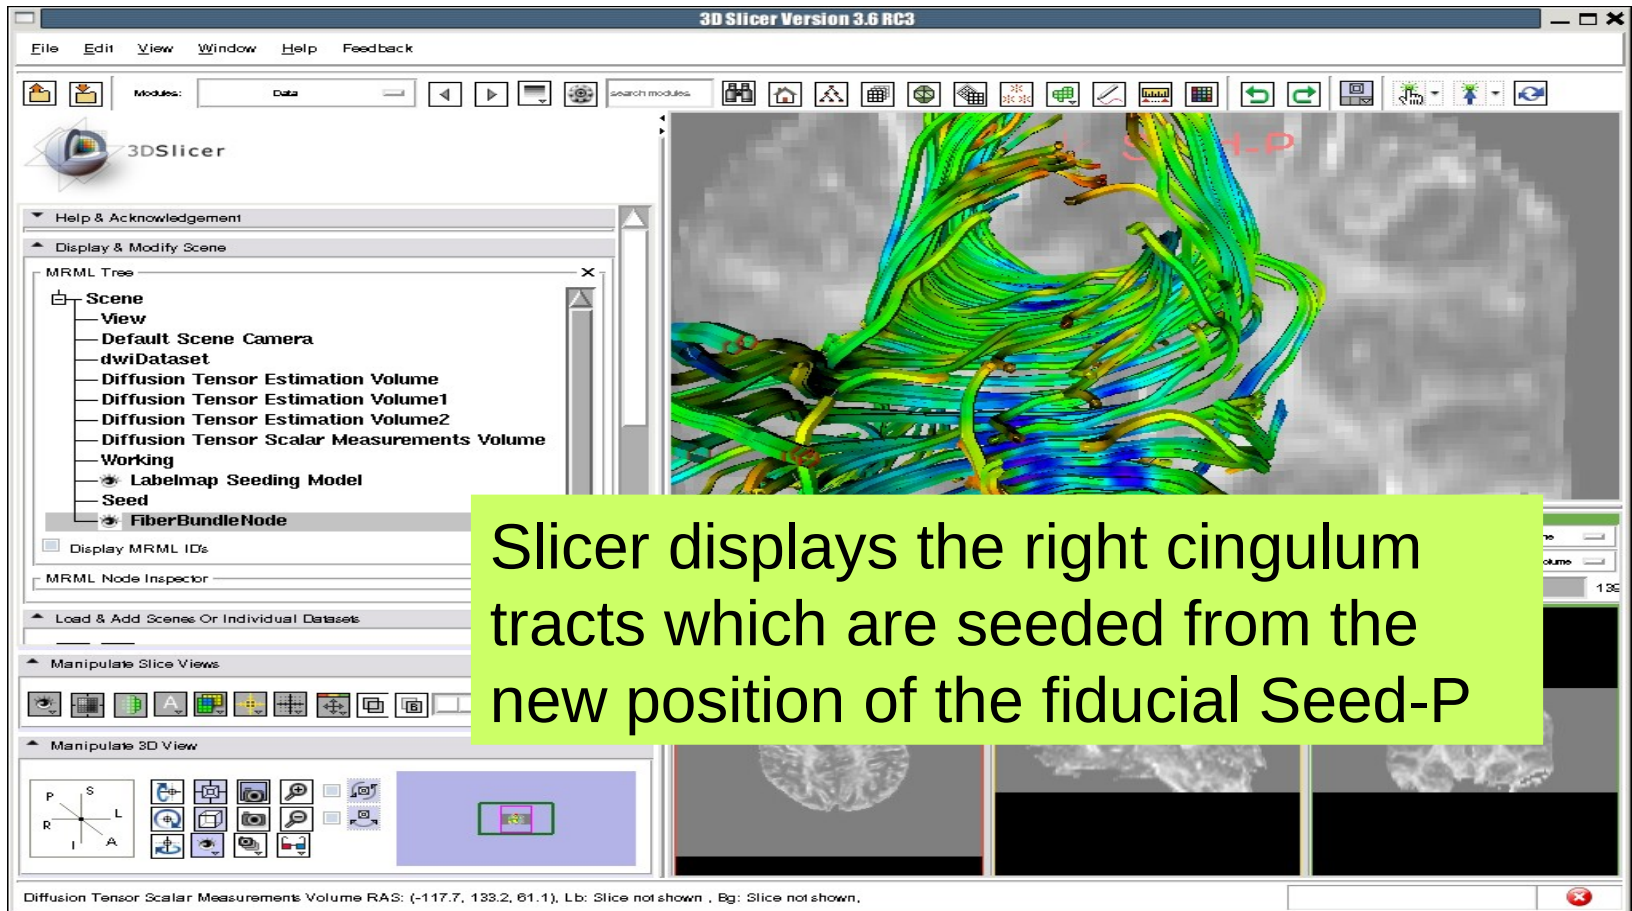 3D Slicer Version 3.6 RC3
File Edit View Window Help Feedback
Modules: Data search modules
3DSlicer
Help & Acknowledgement
Display & Modify Scene
MRML Tree
Scene
View
Default Scene Camera
dwiDataset
Diffusion Tensor Estimation Volume
Diffusion Tensor Estimation Volume1
Diffusion Tensor Estimation Volume2
Diffusion Tensor Scalar Measurements Volume
Working
Labelmap Seeding Model
Seed
FiberBundleNode
Display MRML ID's
MRML Node Inspector
Load & Add Scenes Or Individual Datasets
Manipulate Slice Views
Manipulate 3D View
P S
L
R
I A
Slicer displays the right cingulum
tracts which are seeded from the
new position of the fiducial Seed-P
139
Diffusion Tensor Scalar Measurements Volume RAS: (-117.7, 133.2, 61.1), Lb: Slice not shown , Bg: Slice not shown,